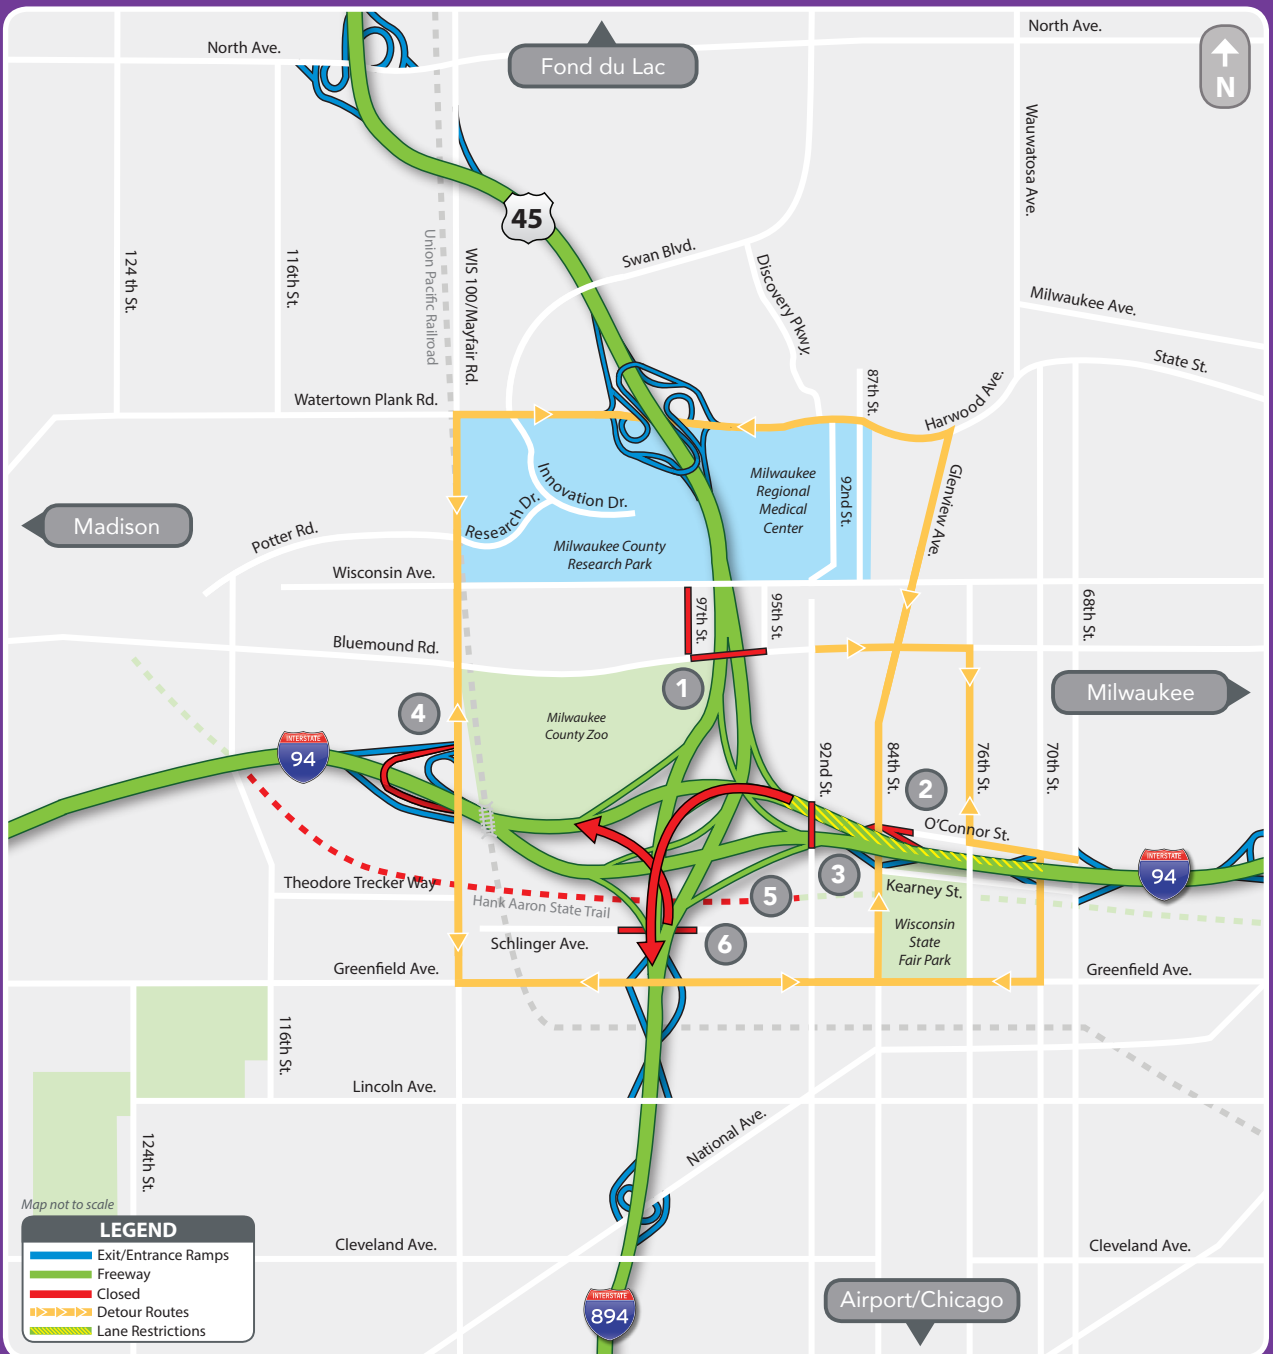 North Ave.
North Ave.
Fond du Lac
N
Wauwatosa Ave.
45
Swan Blvd.
Discovery Pkwy.
124 th St.
116th St.
Union Pacific Railroad
WIS 100/Mayfair Rd.
Milwaukee Ave.
State St.
87th St.
Harwood Ave.
Watertown Plank Rd.
Glenview Ave.
Innovation Dr.
Research Dr.
Milwaukee
Regional
Medical
Center
92nd St.
Madison
Potter Rd.
Milwaukee County
Research Park
Wisconsin Ave.
97th St.
95th St.
68th St.
Bluemound Rd.
1
Milwaukee
4
Milwaukee
County Zoo
INTERSTATE
94
92nd St.
84th St.
2
76th St.
70th St.
O'Connor St.
3
INTERSTATE
94
Theodore Trecker Way
5
Kearney St.
Hank Aaron State Trail
Wisconsin
State
Fair Park
Schlinger Ave.
6
Greenfield Ave.
Greenfield Ave.
116th St.
Lincoln Ave.
National Ave.
124th St.
Map not to scale
LEGEND
Exit/Entrance Ramps
Freeway
Closed
Detour Routes
Lane Restrictions
Cleveland Ave.
Cleveland Ave.
INTERSTATE
894
Airport/Chicago